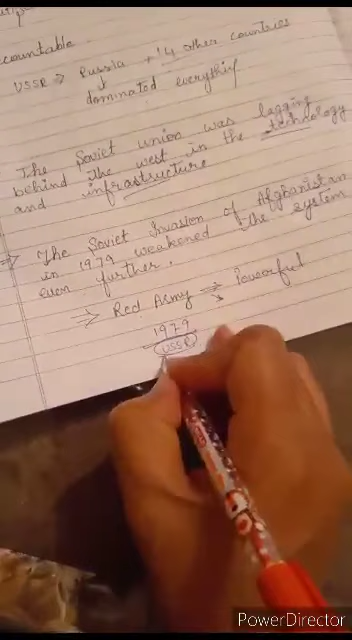 countable
USSR ⇒ Russia + 14 other countries
↓
dominated everything
The Soviet Union was lagging
behind the west in the technology
and infrastructure
⇒ The Soviet Invasion of Afghanistan
in 1979 weakened the system
even further.
⇒ Red Army ⇒ Powerful
1979
USSR
PowerDirector